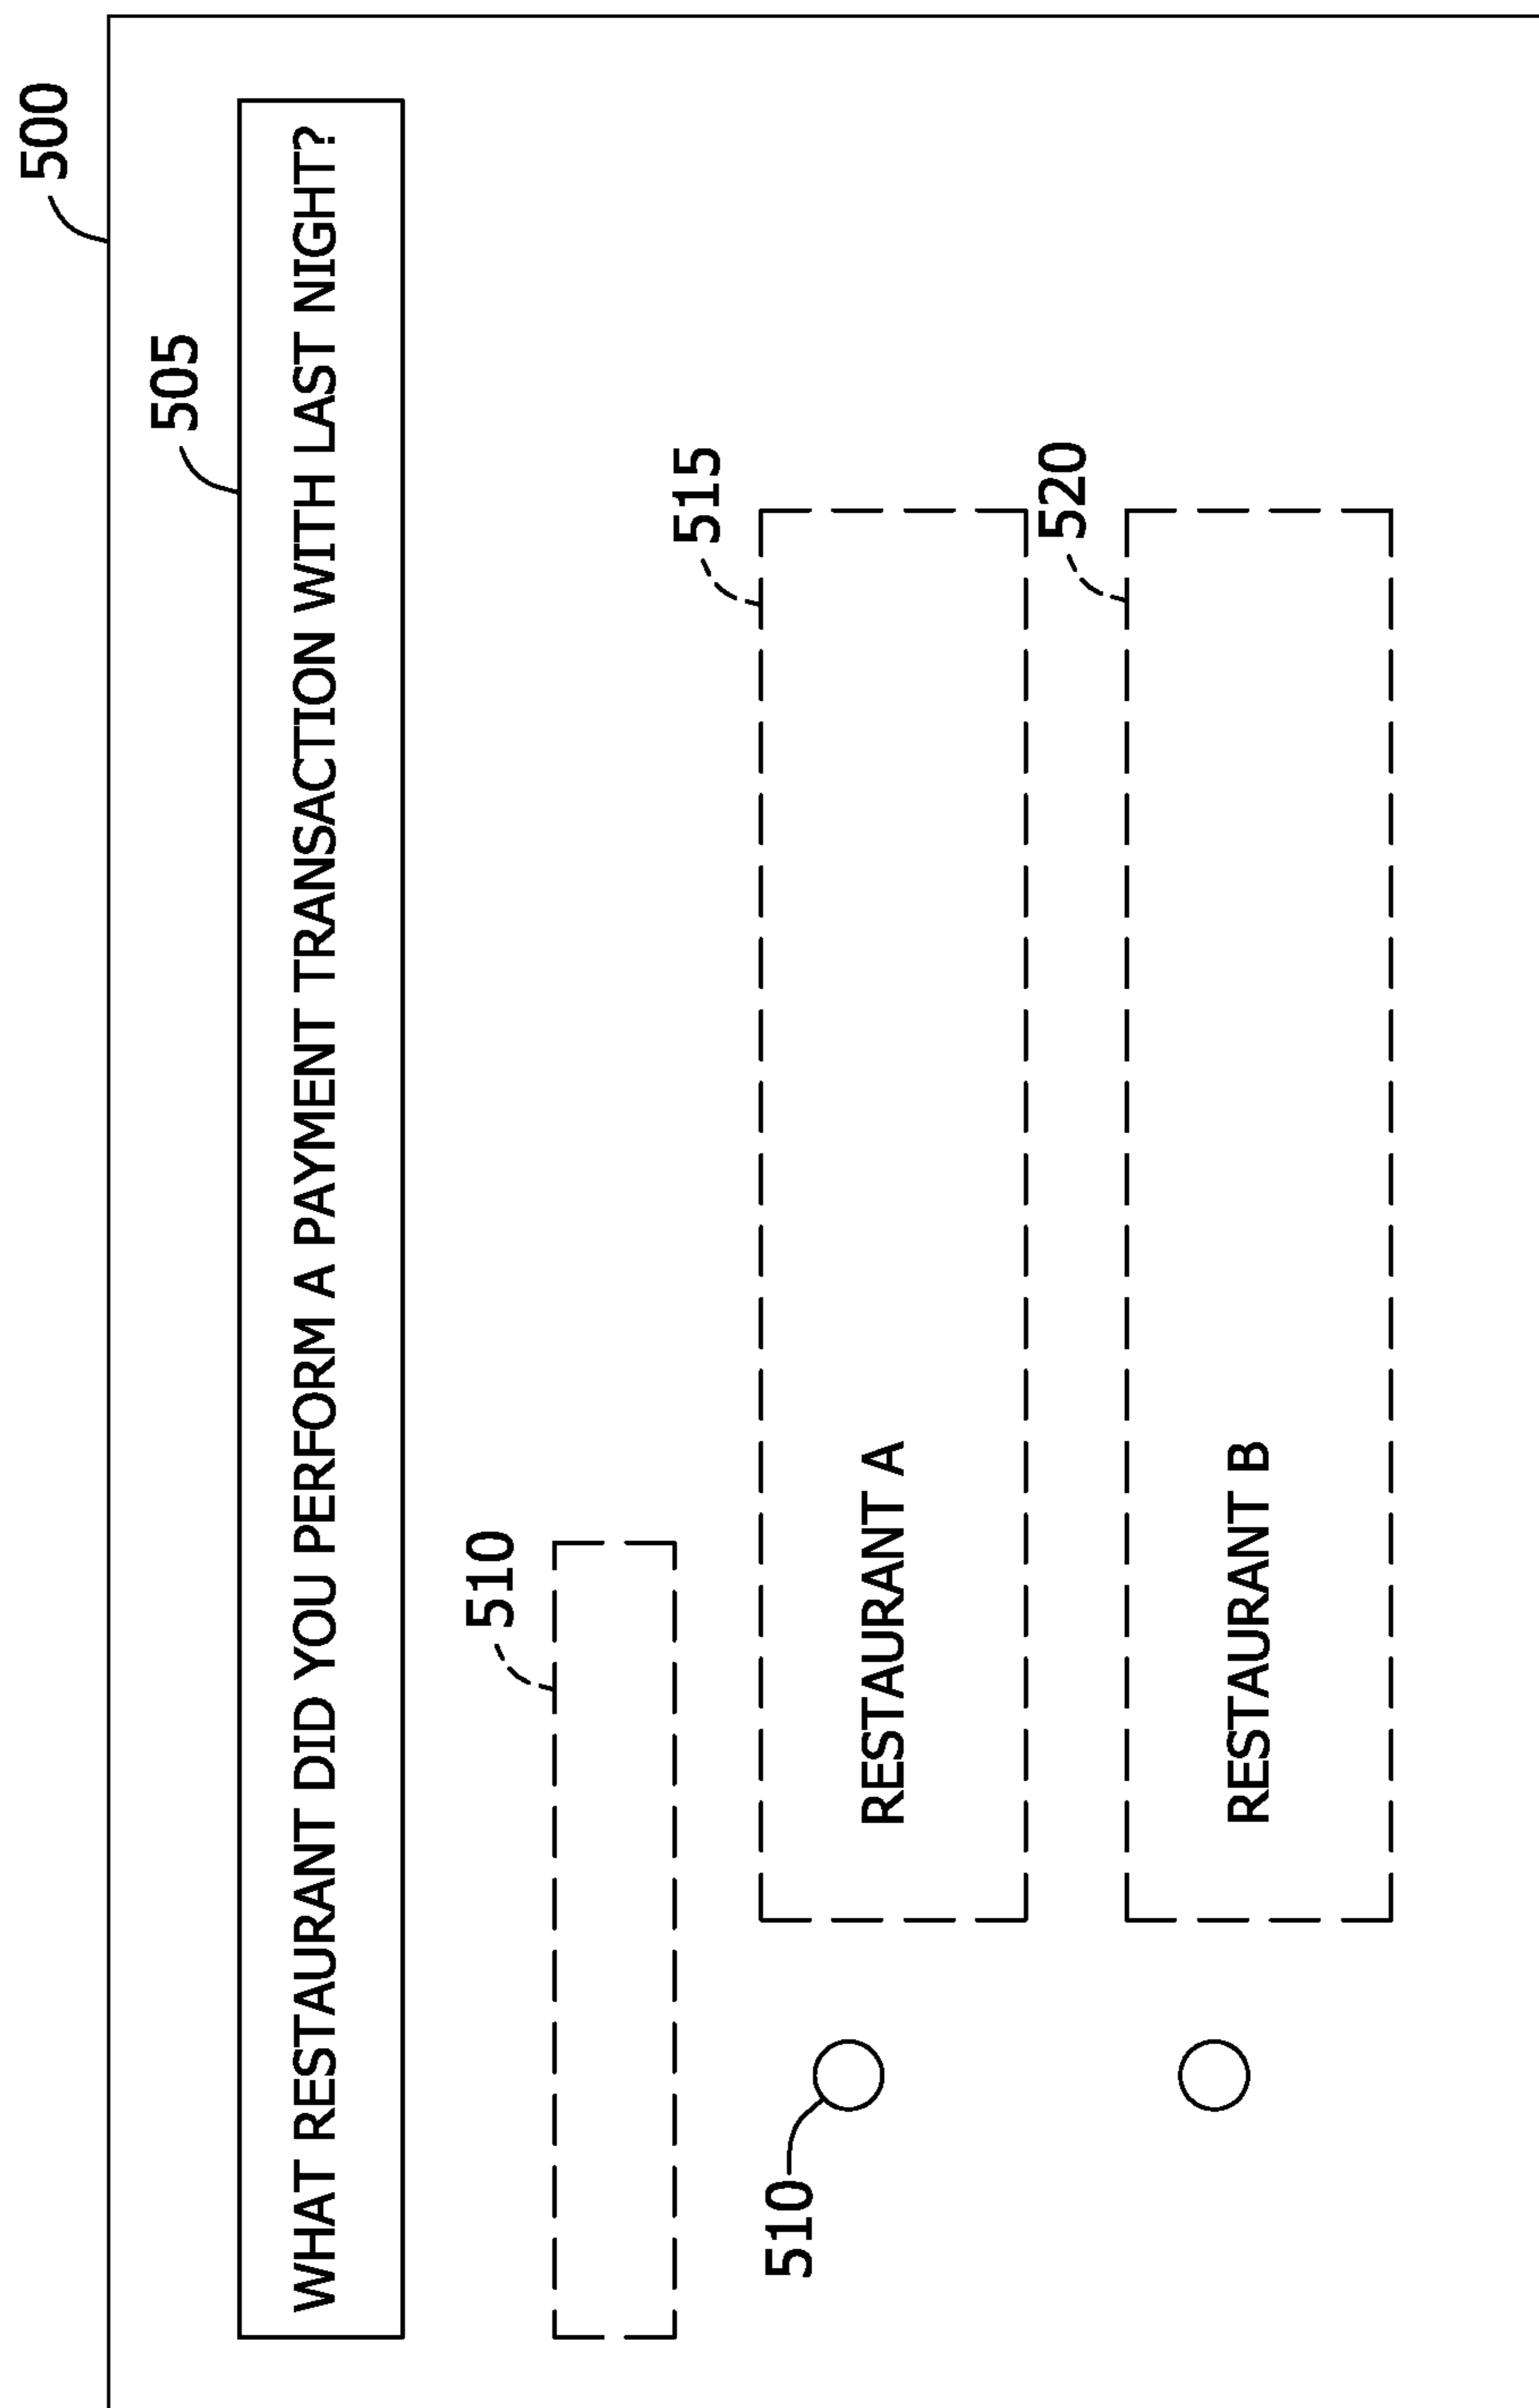 500
505
WHAT RESTAURANT DID YOU PERFORM A PAYMENT TRANSACTION WITH LAST NIGHT?
510
515
510
RESTAURANT A
520
RESTAURANT B